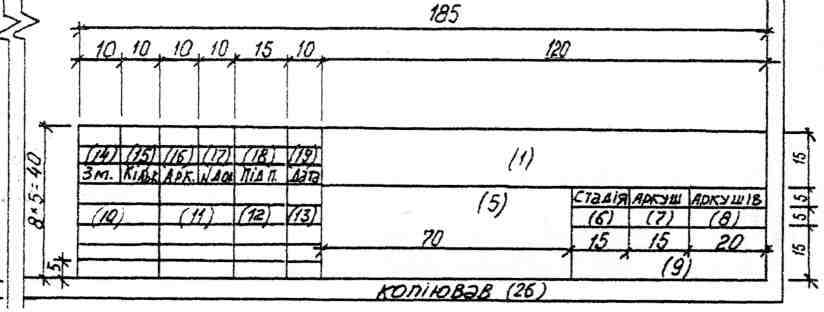 185
10 10 10 10 15 10 120
(14) (15) (16) (17) (18) (19)
Зм. Кільк АРК. N док Підп. Дата
(1)
15
8*5=40
(5)
Стадія Аркуш Аркушів
5
(10) (11) (12) (13)
(6) (7) (8)
5
70
15 15 20
15
(9)
5
копіював (26)